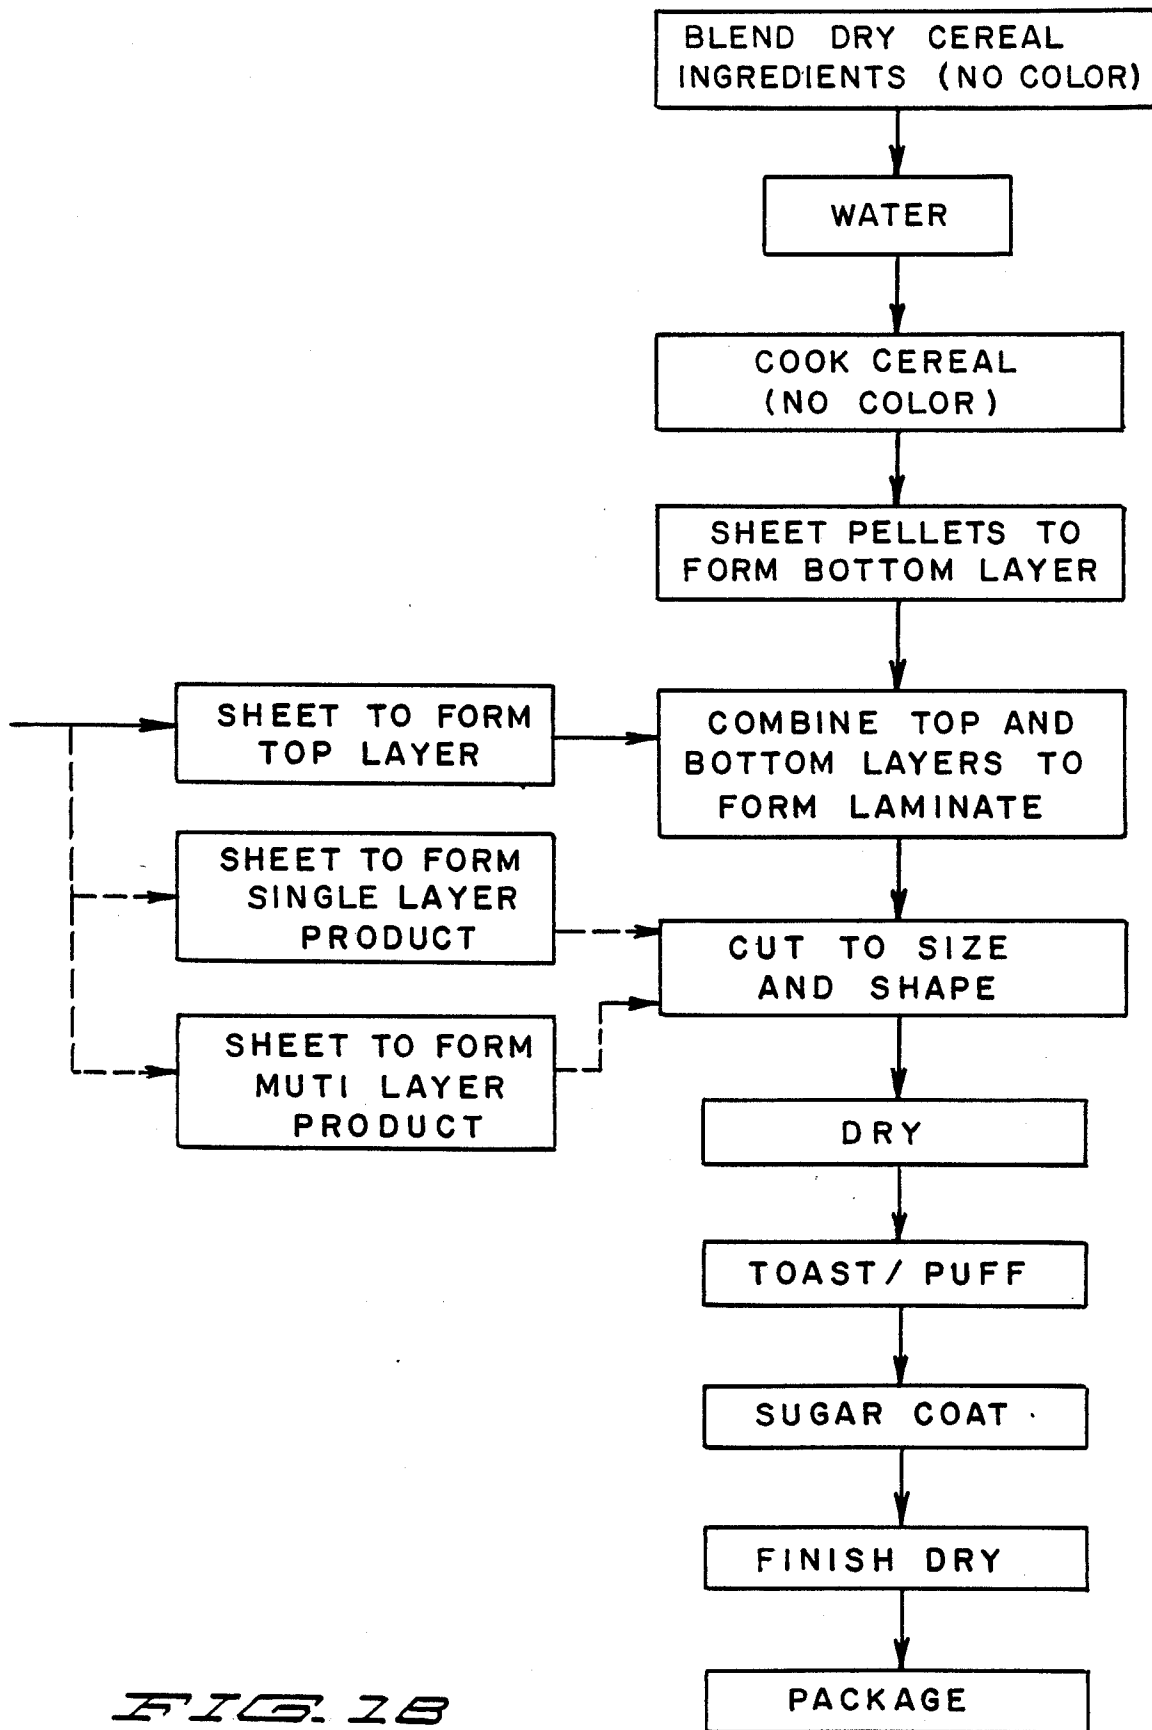 BLEND DRY CEREAL
INGREDIENTS (NO COLOR)
WATER
COOK CEREAL
(NO COLOR)
SHEET PELLETS TO
FORM BOTTOM LAYER
SHEET TO FORM
TOP LAYER
COMBINE TOP AND
BOTTOM LAYERS TO
FORM LAMINATE
SHEET TO FORM
SINGLE LAYER
PRODUCT
CUT TO SIZE
AND SHAPE
SHEET TO FORM
MUTI LAYER
PRODUCT
DRY
TOAST/ PUFF
SUGAR COAT
FINISH DRY
PACKAGE
FIG. 1B